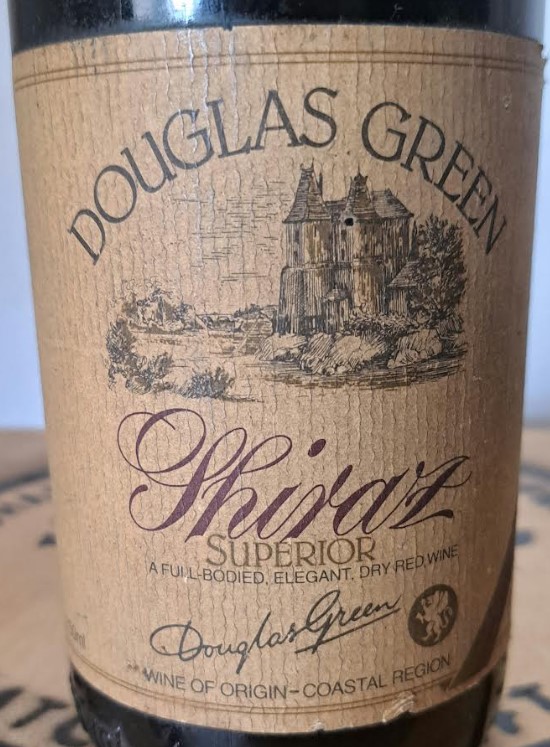 DOUGLAS GREEN
Shiraz
SUPERIOR
A FULL-BODIED, ELEGANT, DRY RED WINE
Douglas Green
WINE OF ORIGIN-COASTAL REGION